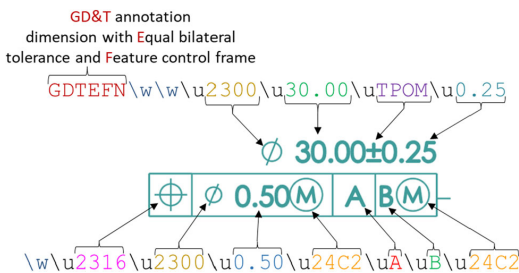 GD&T annotation
dimension with Equal bilateral
tolerance and Feature control frame
GDTEFN\w\w\u2300\u30.00\uTPOM\u0.25
⌀ 30.00±0.25
⌖ ⌀ 0.50Ⓜ A BⓂ
\w\u2316\u2300\u0.50\u24C2\uA\uB\u24C2